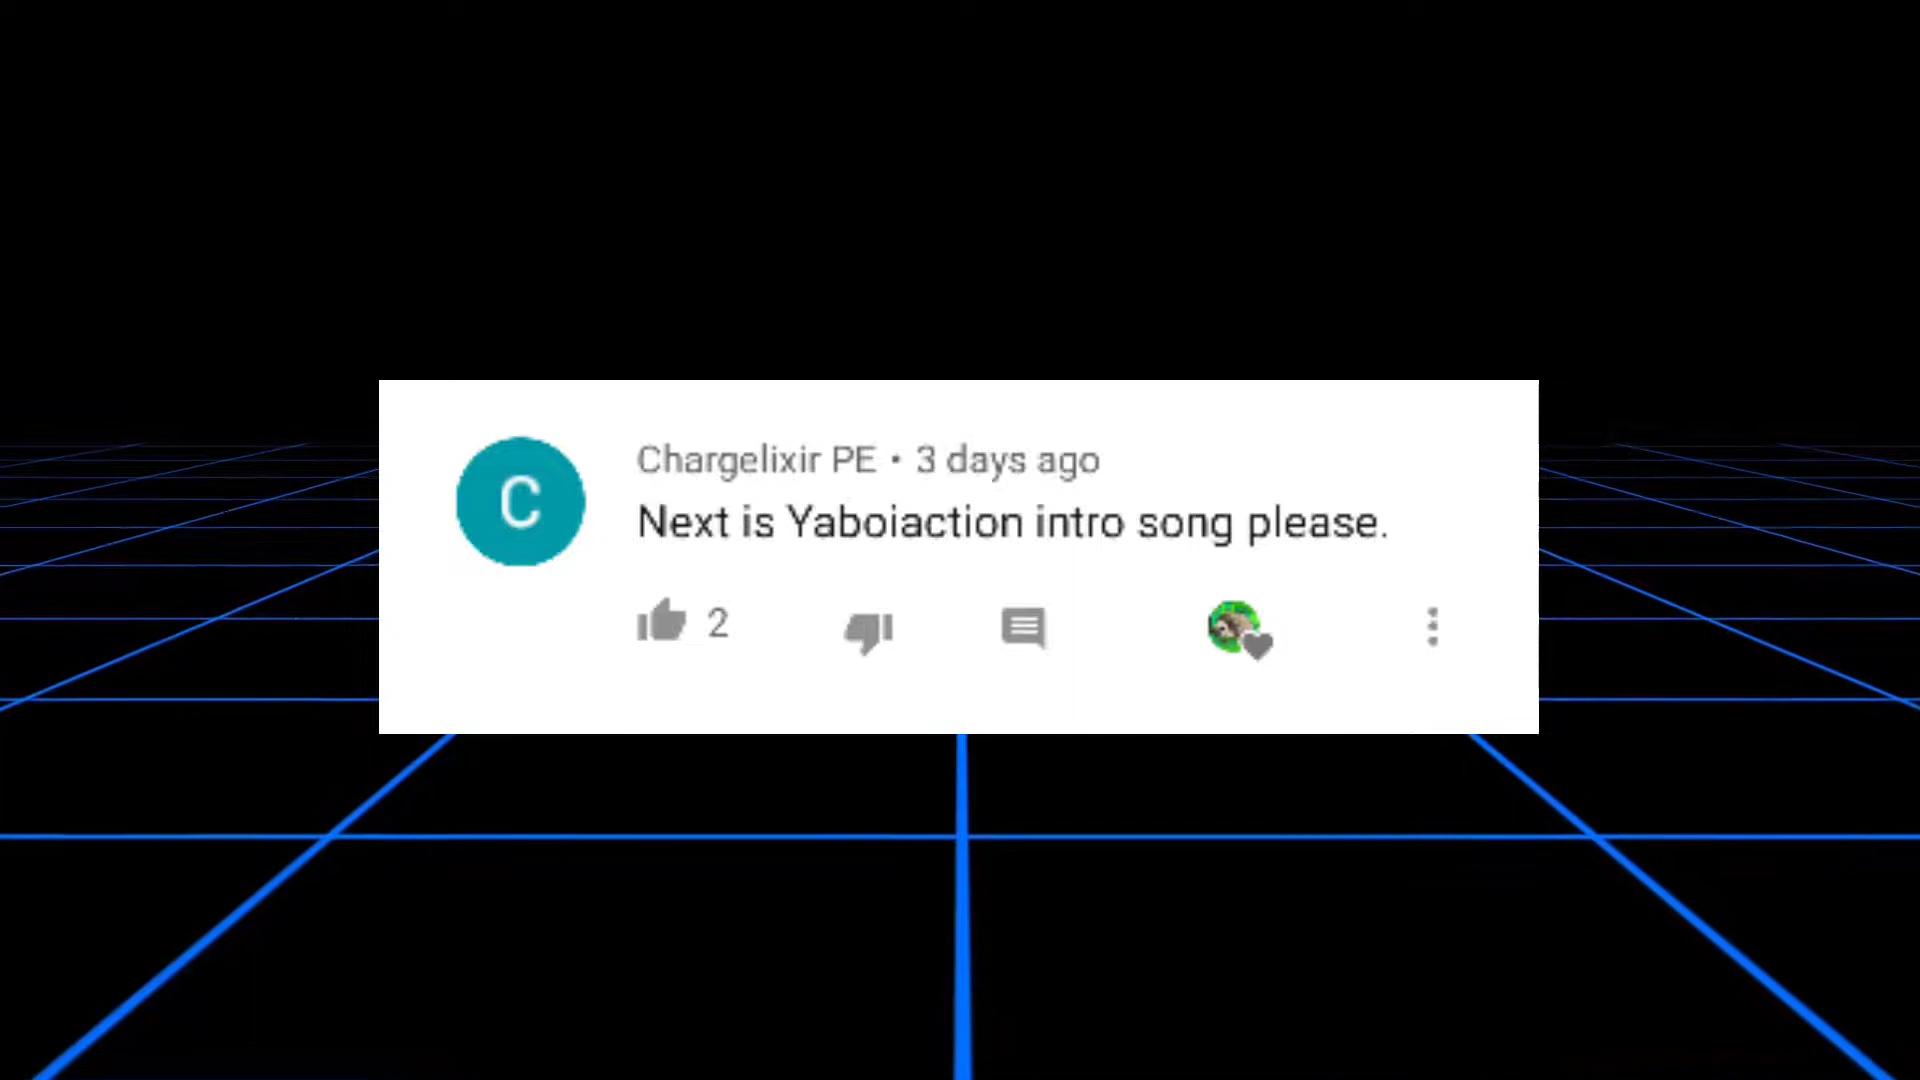 C
Chargelixir PE • 3 days ago
Next is Yaboiaction intro song please.
2